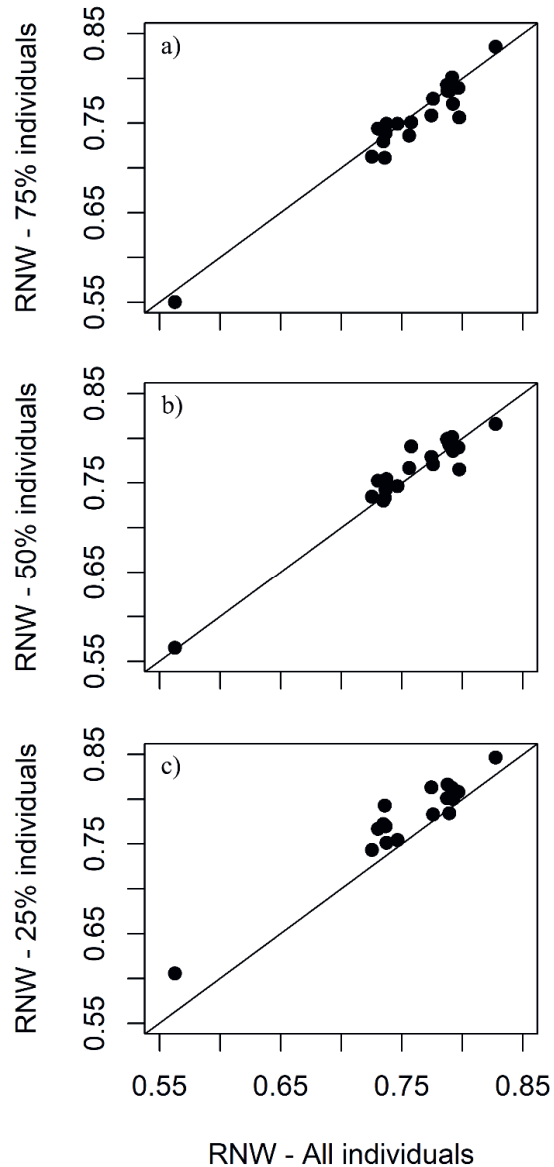 a)
RNW - 75% individuals
0.55 0.65 0.75 0.85
b)
RNW - 50% individuals
0.55 0.65 0.75 0.85
c)
RNW - 25% individuals
0.55 0.65 0.75 0.85
0.55 0.65 0.75 0.85
RNW - All individuals